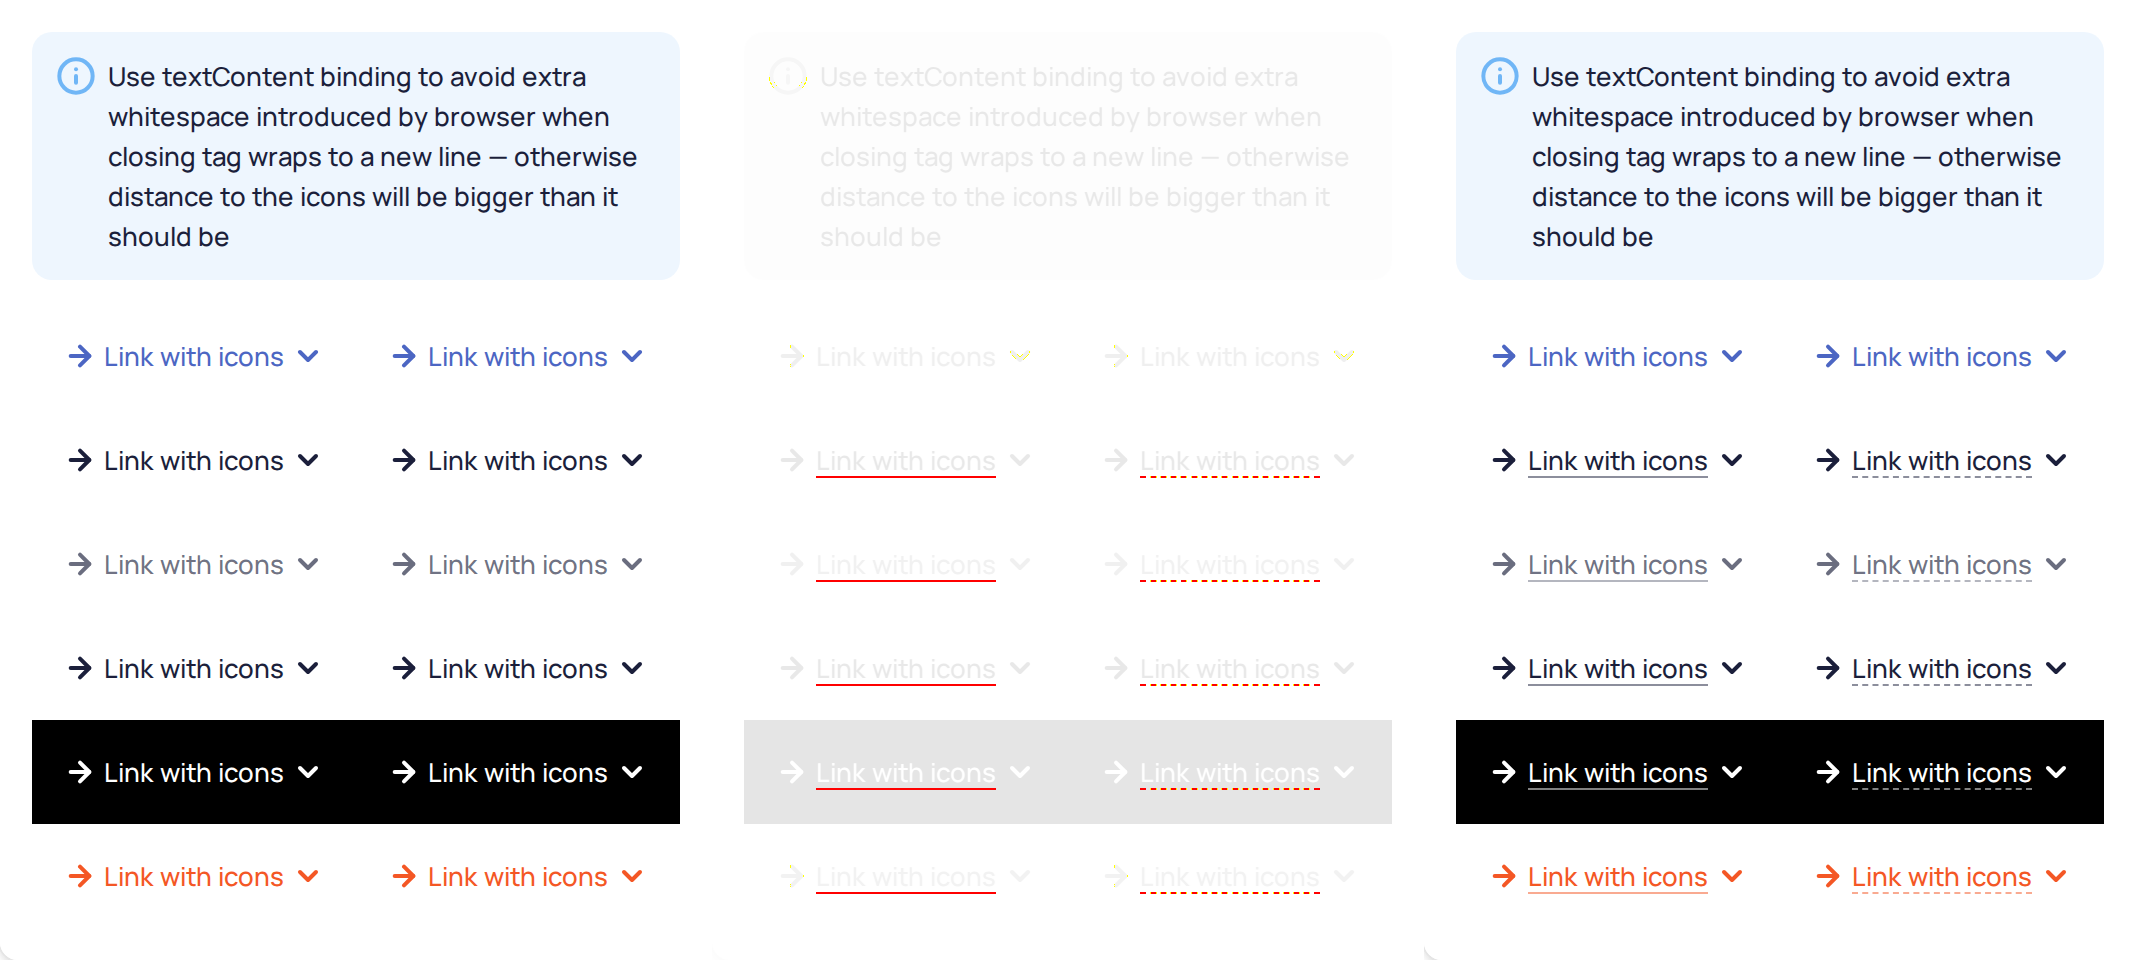 Use textContent binding to avoid extra
whitespace introduced by browser when
closing tag wraps to a new line — otherwise
distance to the icons will be bigger than it
should be
Link with icons Link with icons
Link with icons Link with icons
Link with icons Link with icons
Link with icons Link with icons
Link with icons Link with icons
Link with icons Link with icons
Use textContent binding to avoid extra
whitespace introduced by browser when
closing tag wraps to a new line — otherwise
distance to the icons will be bigger than it
should be
Link with icons Link with icons
Link with icons Link with icons
Link with icons Link with icons
Link with icons Link with icons
Link with icons Link with icons
Link with icons Link with icons
Use textContent binding to avoid extra
whitespace introduced by browser when
closing tag wraps to a new line — otherwise
distance to the icons will be bigger than it
should be
Link with icons Link with icons
Link with icons Link with icons
Link with icons Link with icons
Link with icons Link with icons
Link with icons Link with icons
Link with icons Link with icons